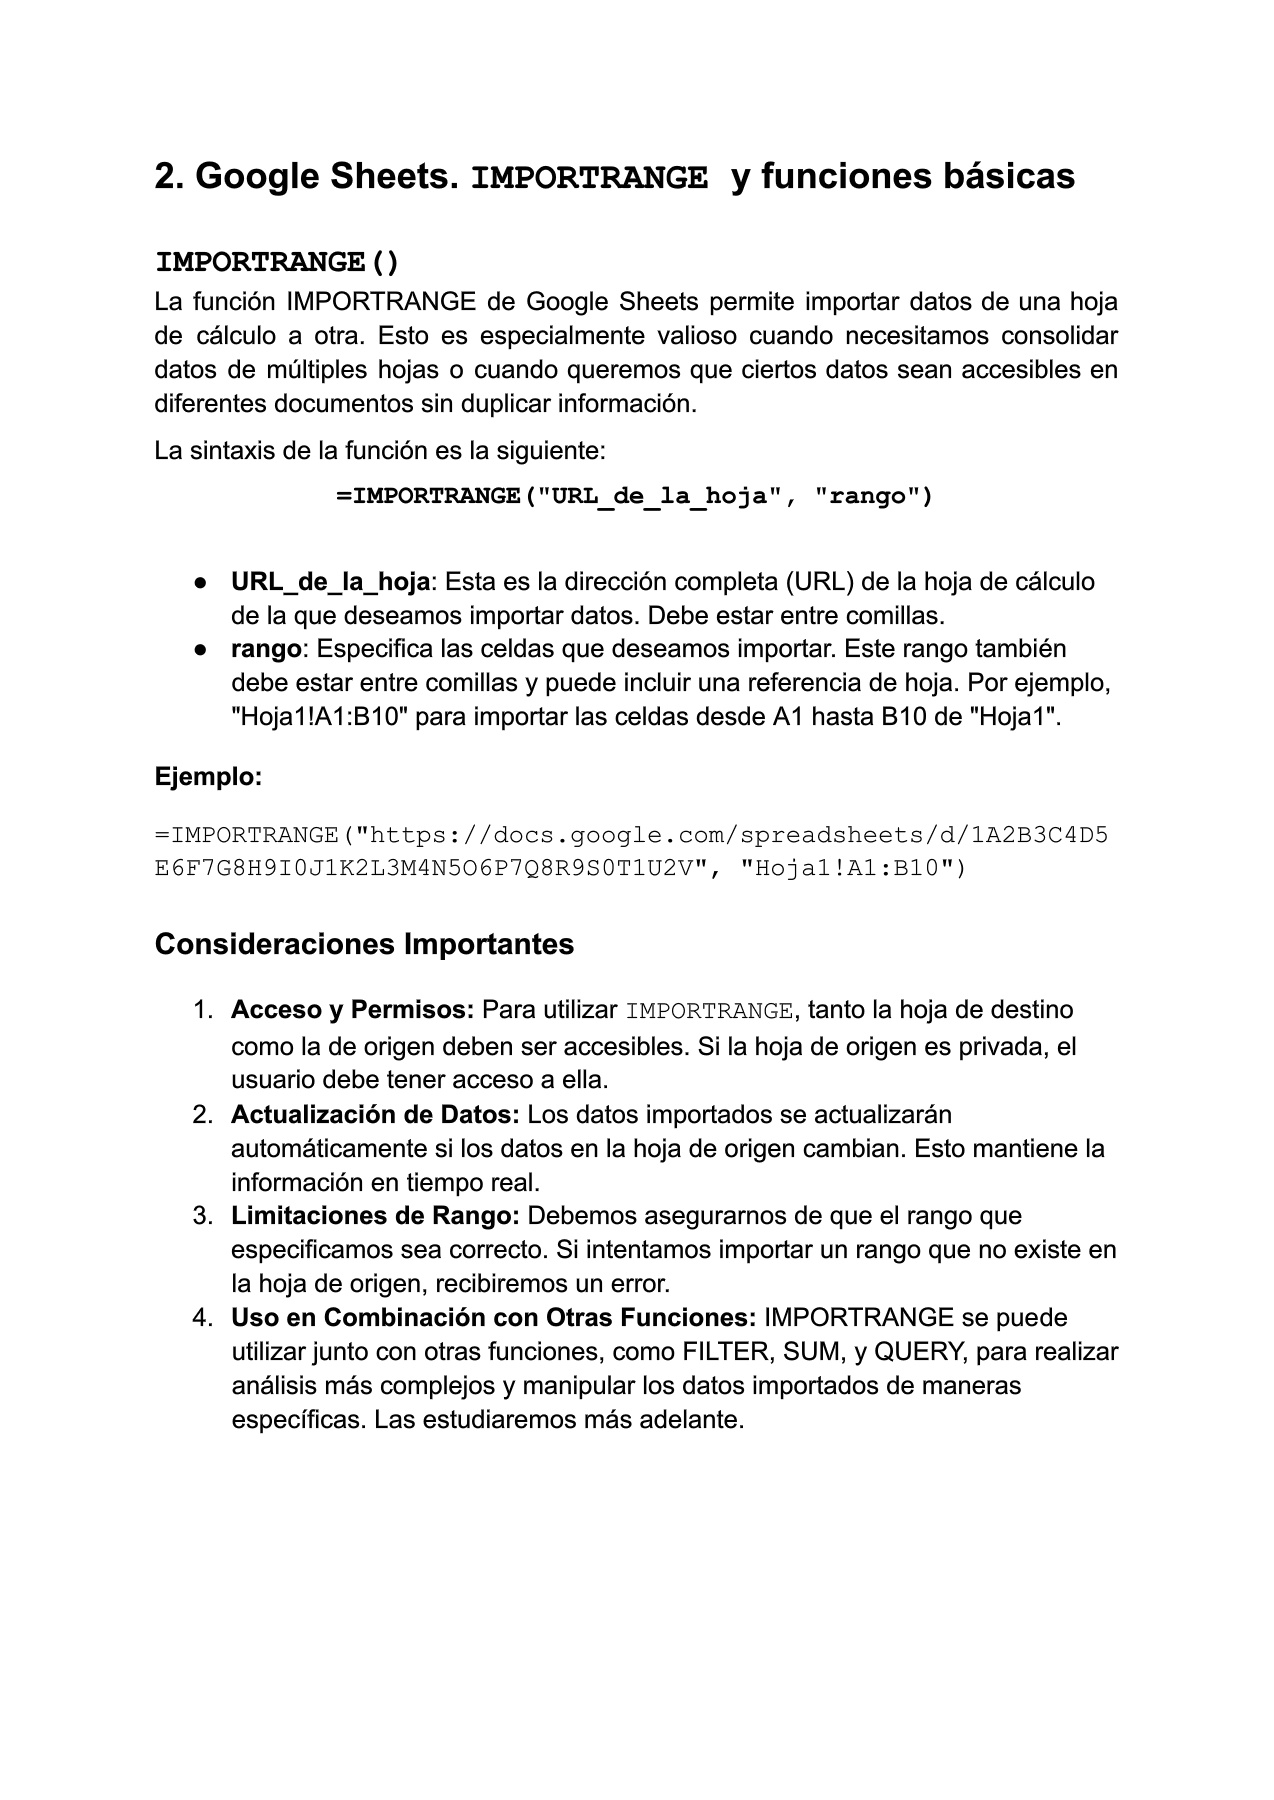 2. Google Sheets. IMPORTRANGE y funciones básicas
IMPORTRANGE()
La función IMPORTRANGE de Google Sheets permite importar datos de una hoja
de cálculo a otra. Esto es especialmente valioso cuando necesitamos consolidar
datos de múltiples hojas o cuando queremos que ciertos datos sean accesibles en
diferentes documentos sin duplicar información.
La sintaxis de la función es la siguiente:
=IMPORTRANGE("URL_de_la_hoja", "rango")
● URL_de_la_hoja: Esta es la dirección completa (URL) de la hoja de cálculo
de la que deseamos importar datos. Debe estar entre comillas.
● rango: Especifica las celdas que deseamos importar. Este rango también
debe estar entre comillas y puede incluir una referencia de hoja. Por ejemplo,
"Hoja1!A1:B10" para importar las celdas desde A1 hasta B10 de "Hoja1".
Ejemplo:
=IMPORTRANGE("https://docs.google.com/spreadsheets/d/1A2B3C4D5
E6F7G8H9I0J1K2L3M4N5O6P7Q8R9S0T1U2V", "Hoja1!A1:B10")
Consideraciones Importantes
1. Acceso y Permisos: Para utilizar IMPORTRANGE, tanto la hoja de destino
como la de origen deben ser accesibles. Si la hoja de origen es privada, el
usuario debe tener acceso a ella.
2. Actualización de Datos: Los datos importados se actualizarán
automáticamente si los datos en la hoja de origen cambian. Esto mantiene la
información en tiempo real.
3. Limitaciones de Rango: Debemos asegurarnos de que el rango que
especificamos sea correcto. Si intentamos importar un rango que no existe en
la hoja de origen, recibiremos un error.
4. Uso en Combinación con Otras Funciones: IMPORTRANGE se puede
utilizar junto con otras funciones, como FILTER, SUM, y QUERY, para realizar
análisis más complejos y manipular los datos importados de maneras
específicas. Las estudiaremos más adelante.